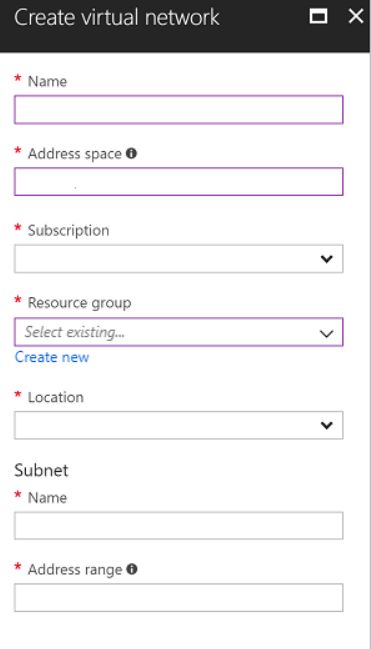 Create virtual network
* Name
* Address space
* Subscription
* Resource group
Select existing...
Create new
* Location
Subnet
* Name
* Address range